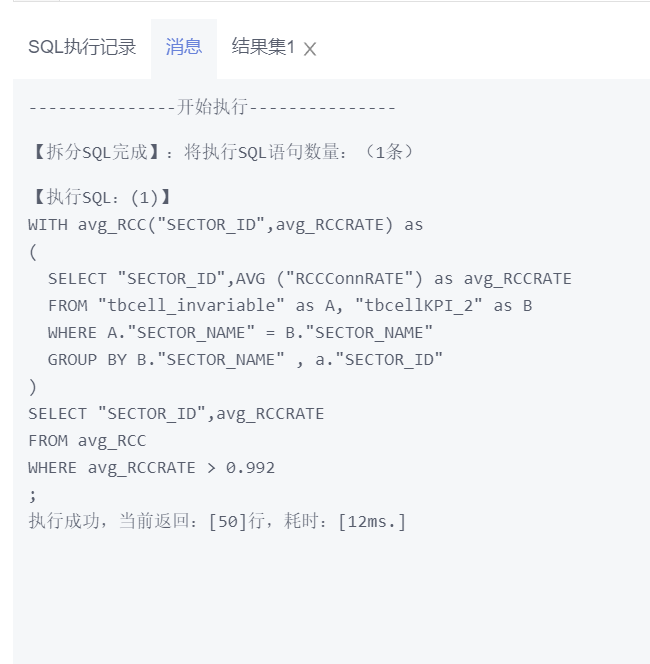 SQL执行记录 消息 结果集1 X
---------------开始执行---------------
【拆分SQL完成】：将执行SQL语句数量：（1条）
【执行SQL：(1)】
WITH avg_RCC("SECTOR_ID",avg_RCCRATE) as
(
  SELECT "SECTOR_ID",AVG ("RCCConnRATE") as avg_RCCRATE
  FROM "tbcell_invariable" as A, "tbcellKPI_2" as B
  WHERE A."SECTOR_NAME" = B."SECTOR_NAME"
  GROUP BY B."SECTOR_NAME" , a."SECTOR_ID"
)
SELECT "SECTOR_ID",avg_RCCRATE
FROM avg_RCC
WHERE avg_RCCRATE > 0.992
;
执行成功，当前返回：[50]行，耗时：[12ms.]